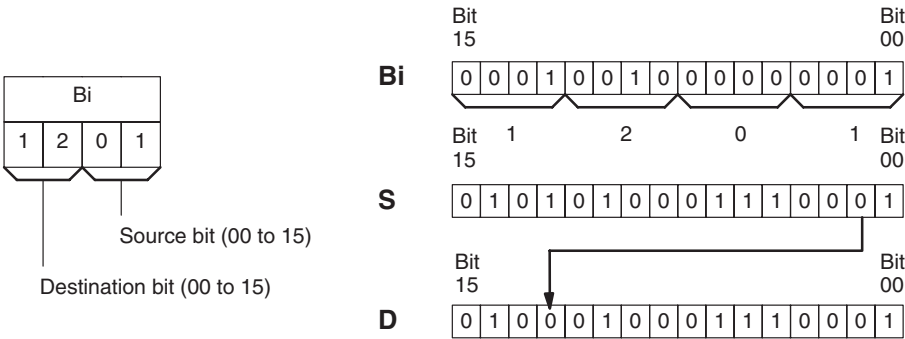 Bi
1 2 0 1
Source bit (00 to 15)
Destination bit (00 to 15)
Bit
15
Bit
00
Bi
0 0 0 1 0 0 1 0 0 0 0 0 0 0 0 1
1 2 0 1
Bit
15
Bit
00
S
0 1 0 1 0 1 0 0 0 1 1 1 0 0 0 1
Bit
15
Bit
00
D
0 1 0 0 0 1 0 0 0 1 1 1 0 0 0 1